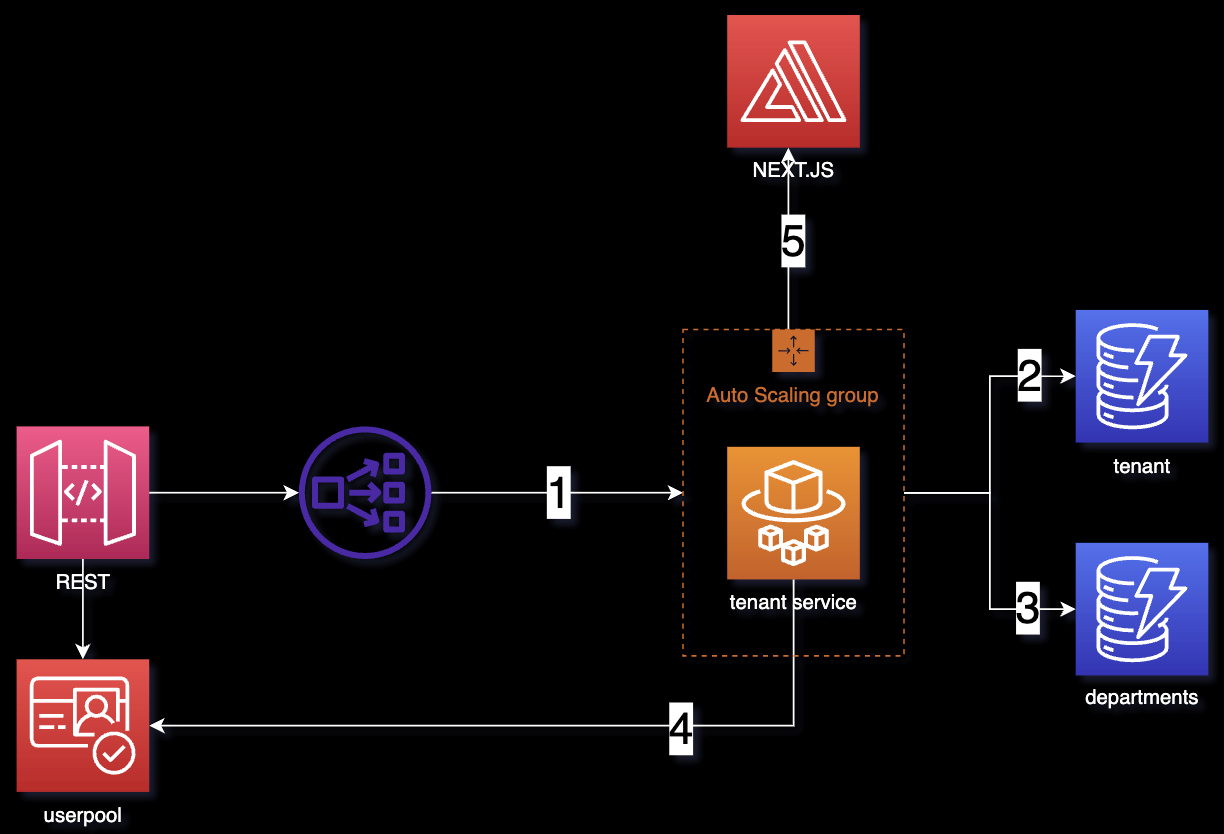 NEXT.JS
5
Auto Scaling group
2
tenant
</>
1
REST
tenant service
3
departments
4
userpool